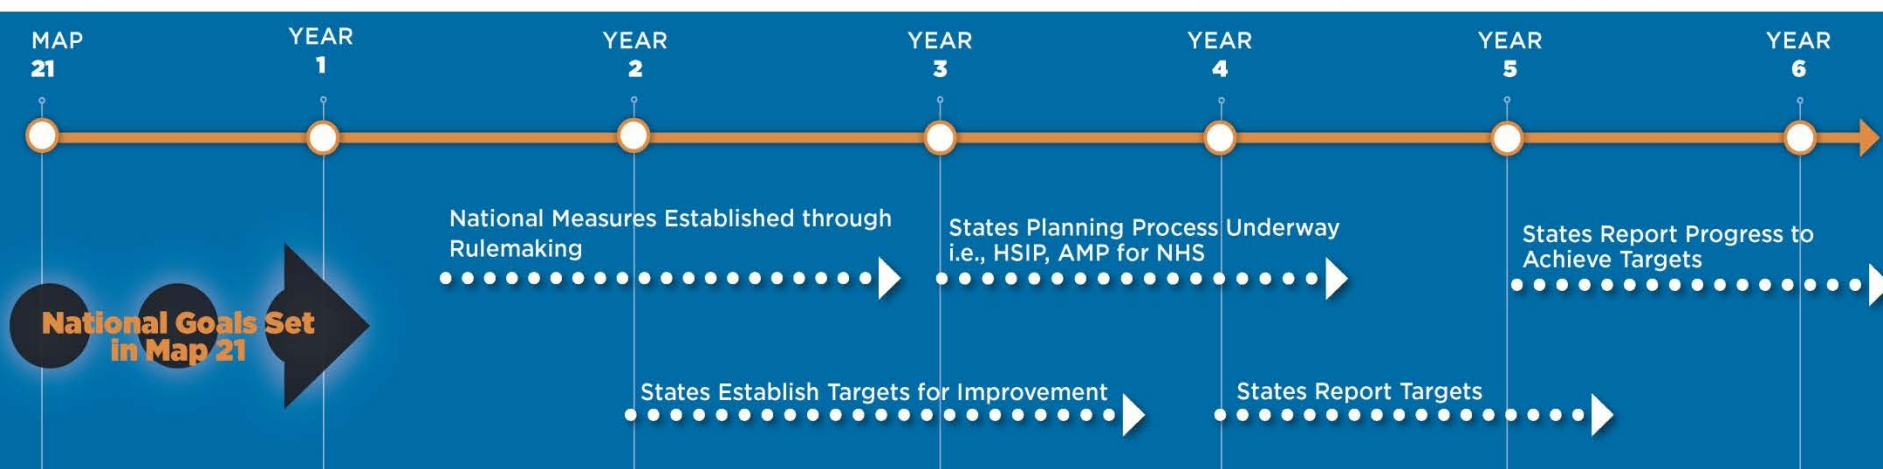 MAP
21
YEAR
1
YEAR
2
YEAR
3
YEAR
4
YEAR
5
YEAR
6
National Measures Established through
Rulemaking
States Planning Process Underway
i.e., HSIP, AMP for NHS
States Report Progress to
Achieve Targets
National Goals Set
in Map 21
States Establish Targets for Improvement
States Report Targets